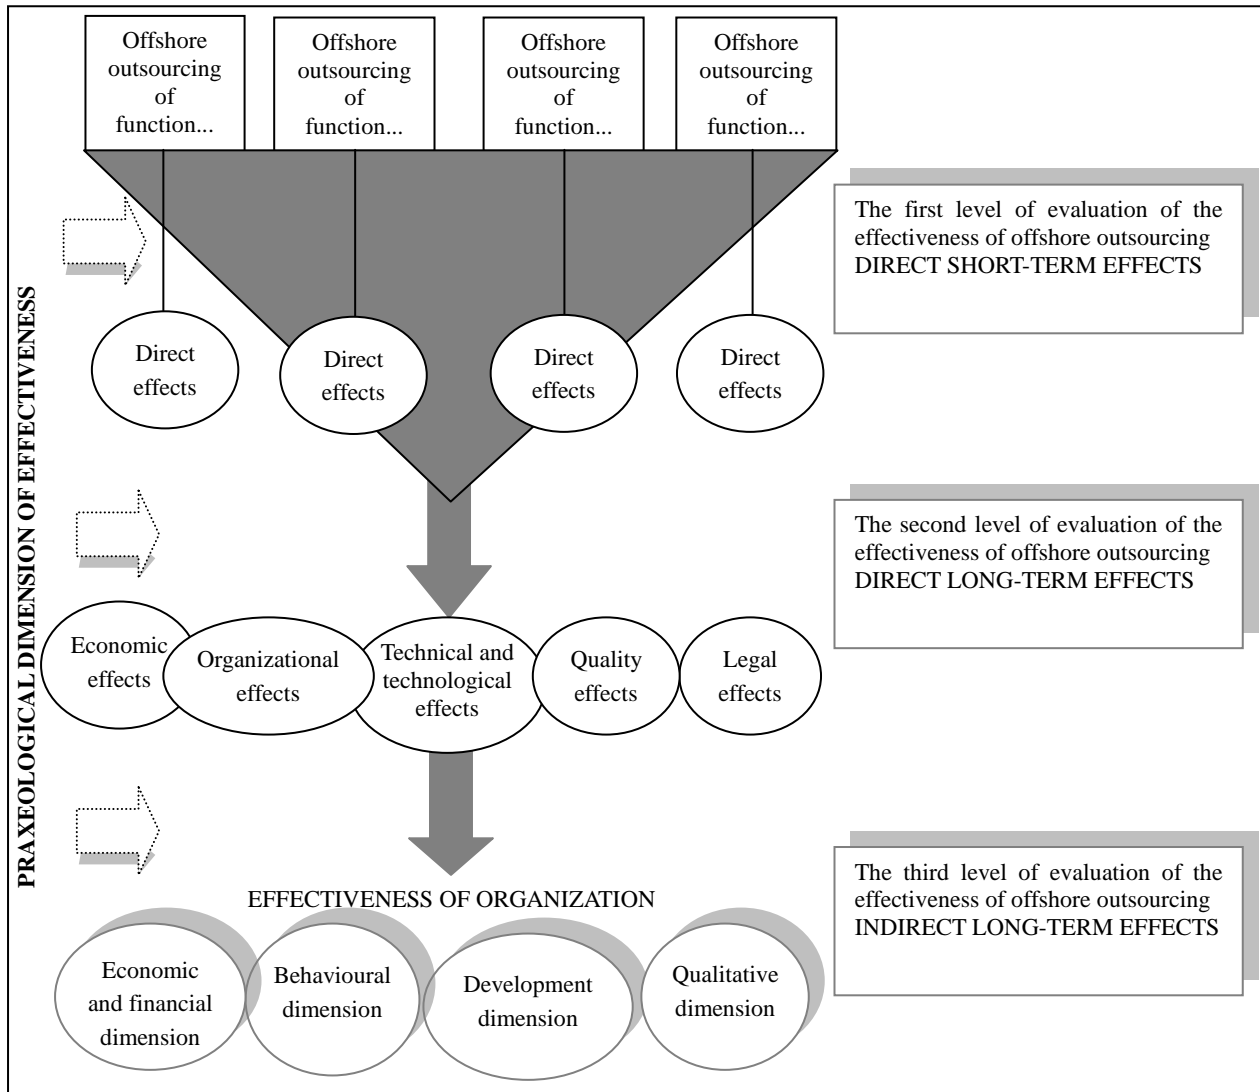 PRAXEOLOGICAL DIMENSION OF EFFECTIVENESS
Offshore
outsourcing
of
function...
Offshore
outsourcing
of
function...
Offshore
outsourcing
of
function...
Offshore
outsourcing
of
function...
The first level of evaluation of the
effectiveness of offshore outsourcing
DIRECT SHORT-TERM EFFECTS
Direct
effects
Direct
effects
Direct
effects
Direct
effects
The second level of evaluation of the
effectiveness of offshore outsourcing
DIRECT LONG-TERM EFFECTS
Economic
effects
Organizational
effects
Technical and
technological
effects
Quality
effects
Legal
effects
The third level of evaluation of the
effectiveness of offshore outsourcing
INDIRECT LONG-TERM EFFECTS
EFFECTIVENESS OF ORGANIZATION
Economic
and financial
dimension
Behavioural
dimension
Development
dimension
Qualitative
dimension